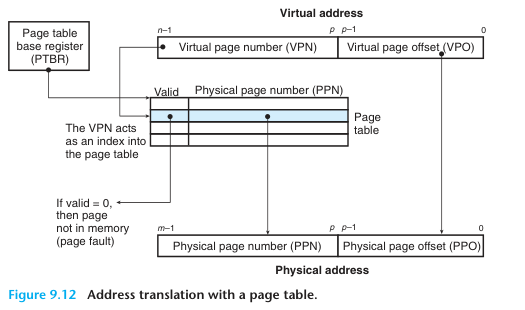 Virtual address
n–1
p p–1
0
Page table
base register
(PTBR)
Virtual page number (VPN)
Virtual page offset (VPO)
Valid
Physical page number (PPN)
Page
table
The VPN acts
as an index into
the page table
If valid = 0,
then page
not in memory
(page fault)
m–1
p p–1
0
Physical page number (PPN)
Physical page offset (PPO)
Physical address
Figure 9.12 Address translation with a page table.